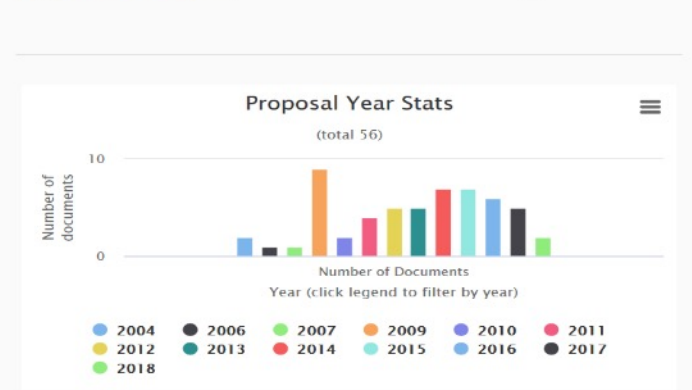 Proposal Year Stats
(total 56)
10
Number of
documents
0
Number of Documents
Year (click legend to filter by year)
2004 2006 2007 2009 2010 2011
2012 2013 2014 2015 2016 2017
2018